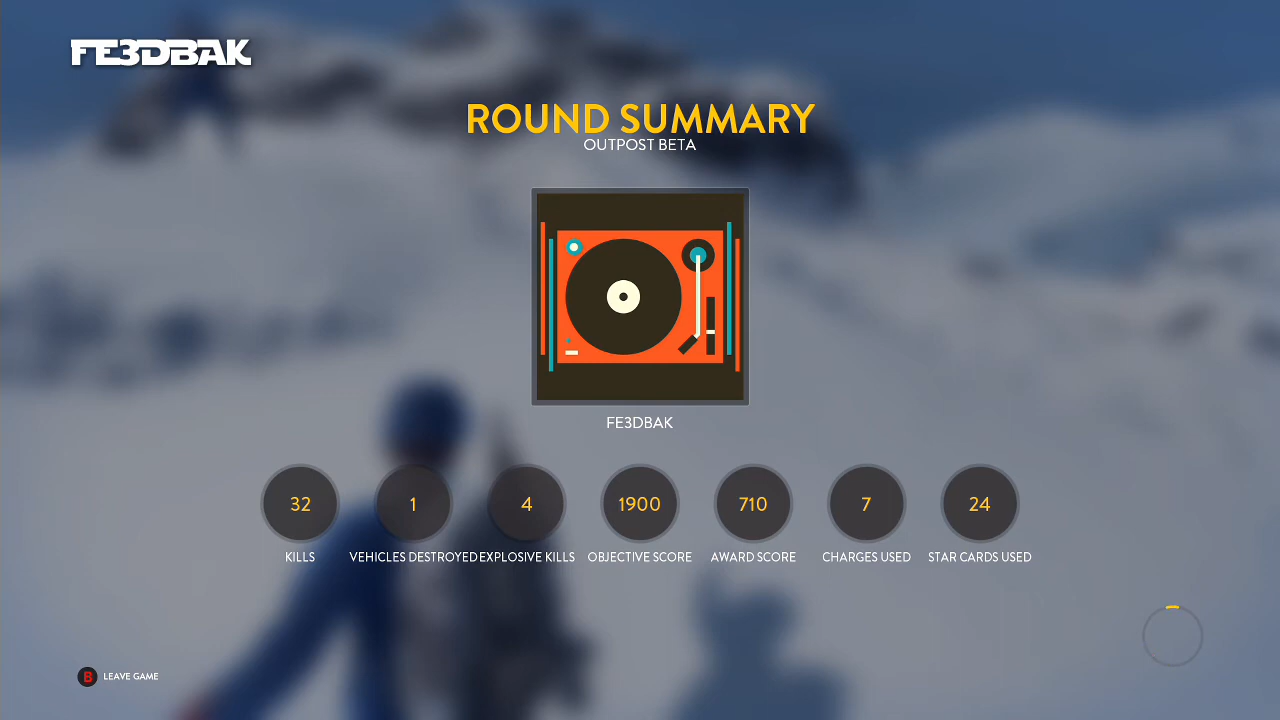 FE3DBAK
ROUND SUMMARY
OUTPOST BETA
FE3DBAK
32 1 4 1900 710 7 24
KILLS VEHICLES DESTROYED EXPLOSIVE KILLS OBJECTIVE SCORE AWARD SCORE CHARGES USED STAR CARDS USED
B LEAVE GAME